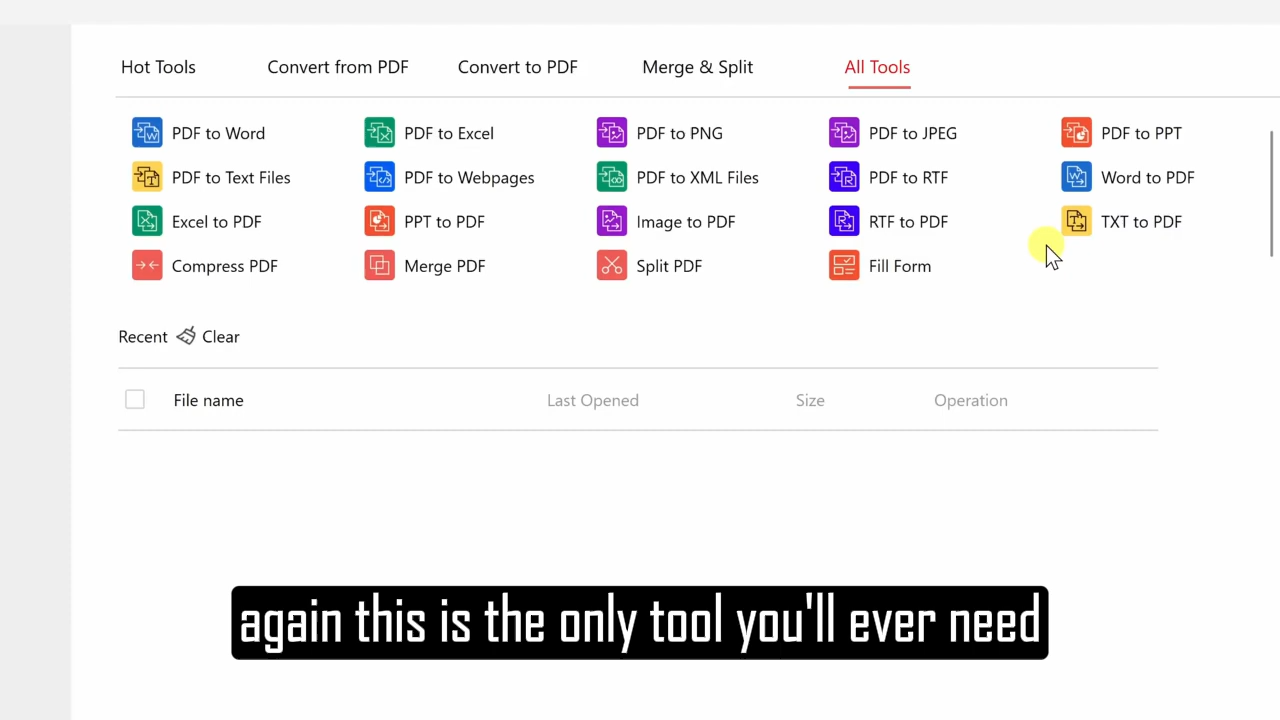 Hot Tools Convert from PDF Convert to PDF Merge & Split All Tools
PDF to Word PDF to Excel PDF to PNG PDF to JPEG PDF to PPT
PDF to Text Files PDF to Webpages PDF to XML Files PDF to RTF Word to PDF
Excel to PDF PPT to PDF Image to PDF RTF to PDF TXT to PDF
Compress PDF Merge PDF Split PDF Fill Form
Recent Clear
File name Last Opened Size Operation
again this is the only tool you'll ever need